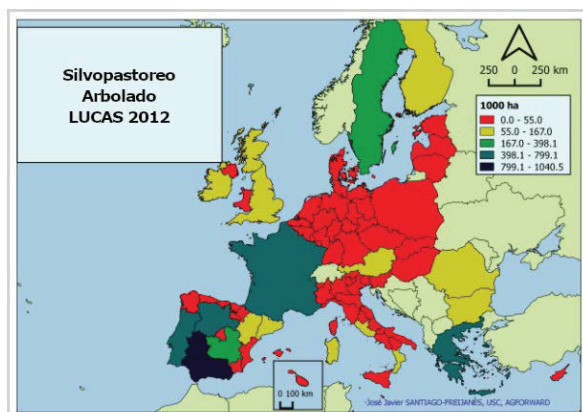 Silvopastoreo
Arbolado
LUCAS 2012
250 0 250 km
1000 ha
0.0 - 55.0
55.0 - 167.0
167.0 - 398.1
398.1 - 799.1
799.1 - 1040.5
0 100 km
-José Javier SANTIAGO-FREIJANES, USC, AGFORWARD